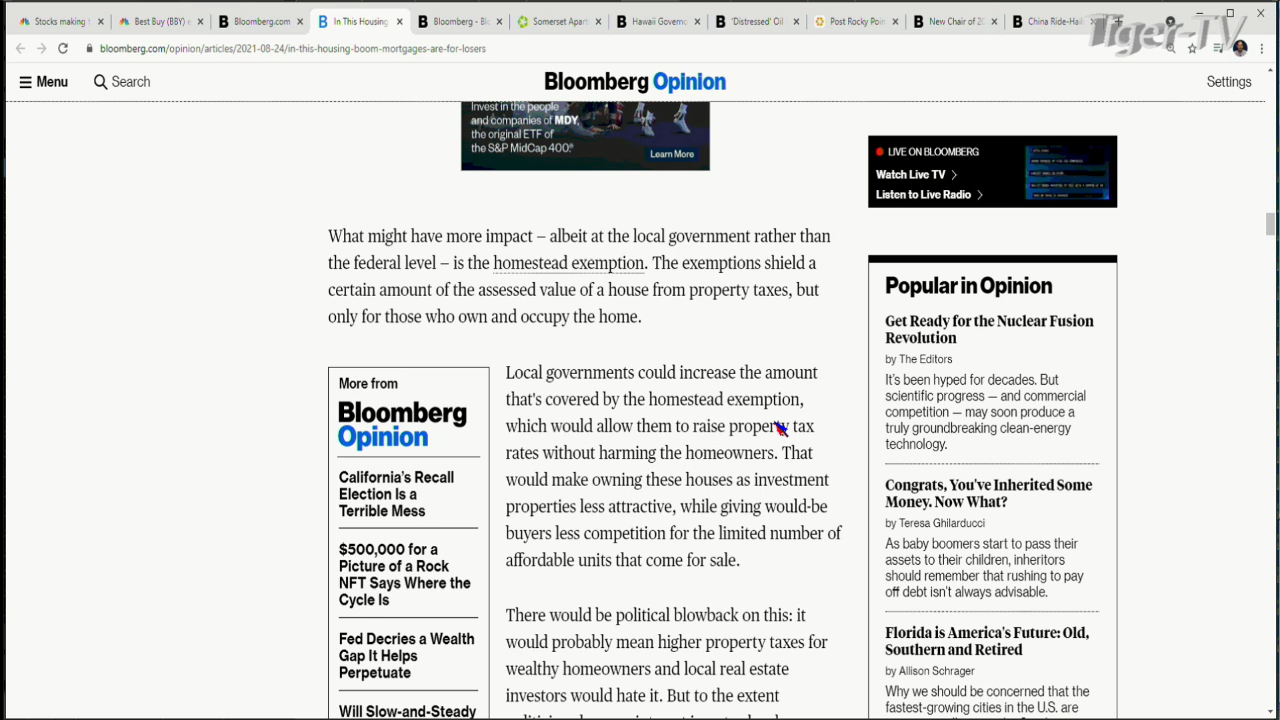 Stocks making
Best Buy (BBY) e
Bloomberg.com
In This Housing
Bloomberg - Bl
Somerset Apar
Hawaii Governo
'Distressed' Oil
Post Rocky Poin
New Chair of 2
China Ride-Hai
Tiger-TV
bloomberg.com/opinion/articles/2021-08-24/in-this-housing-boom-mortgages-are-for-losers
Menu
Search
Bloomberg Opinion
Settings
Invest in the people
and companies of MDY,
the original ETF of
the S&P MidCap 400.®
Learn More
LIVE ON BLOOMBERG
Watch Live TV
Listen to Live Radio
What might have more impact – albeit at the local government rather than
the federal level – is the homestead exemption. The exemptions shield a
certain amount of the assessed value of a house from property taxes, but
only for those who own and occupy the home.
More from
Bloomberg
Opinion
California's Recall
Election Is a
Terrible Mess
$500,000 for a
Picture of a Rock
NFT Says Where the
Cycle Is
Fed Decries a Wealth
Gap It Helps
Perpetuate
Will Slow-and-Steady
Local governments could increase the amount
that's covered by the homestead exemption,
which would allow them to raise property tax
rates without harming the homeowners. That
would make owning these houses as investment
properties less attractive, while giving would-be
buyers less competition for the limited number of
affordable units that come for sale.
There would be political blowback on this: it
would probably mean higher property taxes for
wealthy homeowners and local real estate
investors would hate it. But to the extent
Popular in Opinion
Get Ready for the Nuclear Fusion
Revolution
by The Editors
It's been hyped for decades. But
scientific progress — and commercial
competition — may soon produce a
truly groundbreaking clean-energy
technology.
Congrats, You've Inherited Some
Money. Now What?
by Teresa Ghilarducci
As baby boomers start to pass their
assets to their children, inheritors
should remember that rushing to pay
off debt isn't always advisable.
Florida is America's Future: Old,
Southern and Retired
by Allison Schrager
Why we should be concerned that the
fastest-growing cities in the U.S. are